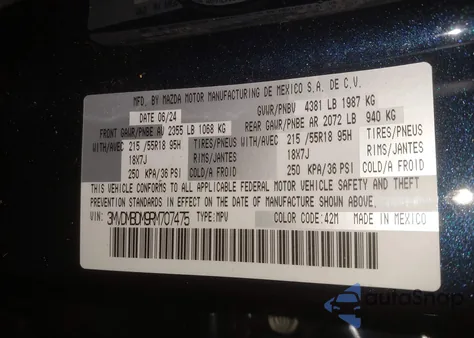 MFD. BY MAZDA MOTOR MANUFACTURING DE MEXICO S.A. DE C.V.
DATE 06/24 GVWR/PNBV 4381 LB 1987 KG
FRONT GAWR/PNBE AV 2355 LB 1068 KG REAR GAWR/PNBE AR 2072 LB 940 KG
WITH/AVEC 215 /55R18 95H TIRES/PNEUS WITH/AVEC 215 /55R18 95H TIRES/PNEUS
18X7J RIMS/JANTES 18X7J RIMS/JANTES
250 KPA/36 PSI COLD/A FROID 250 KPA/36 PSI COLD/A FROID
THIS VEHICLE CONFORMS TO ALL APPLICABLE FEDERAL MOTOR VEHICLE SAFETY AND THEFT
PREVENTION STANDARDS IN EFFECT ON THE DATE OF MANUFACTURE SHOWN ABOVE.
VIN: 3MVDMBDM9RM707475 TYPE: MPV COLOR CODE: 42M MADE IN MEXICO
autoSnap